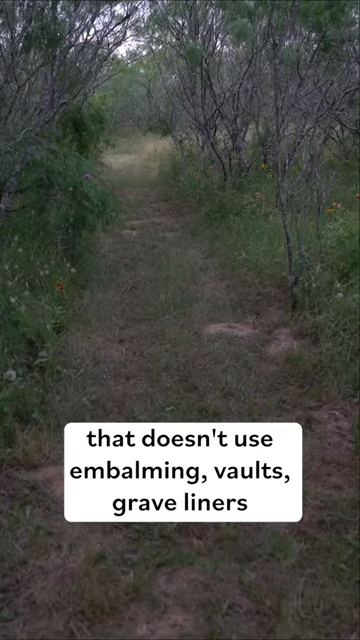 that doesn't use
embalming, vaults,
grave liners